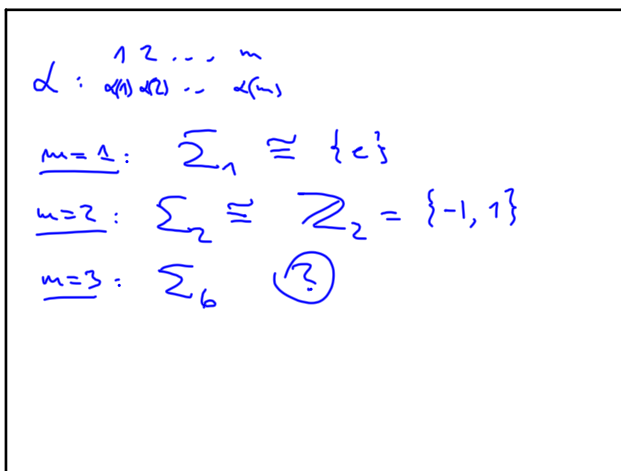 1 2 ... m
α : α(1) α(2) .. α(m)
m=1: Σ₁ ≅ {e}
m=2: Σ₂ ≅ ℤ₂ = {-1, 1}
m=3: Σ₆ ?